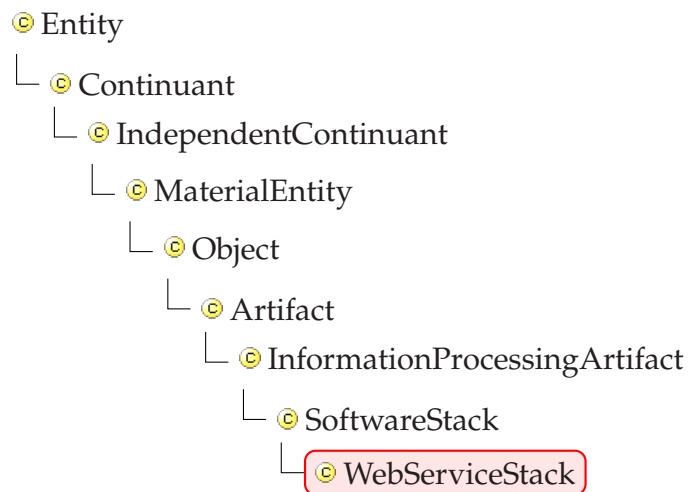 Entity
Continuant
IndependentContinuant
MaterialEntity
Object
Artifact
InformationProcessingArtifact
SoftwareStack
WebServiceStack